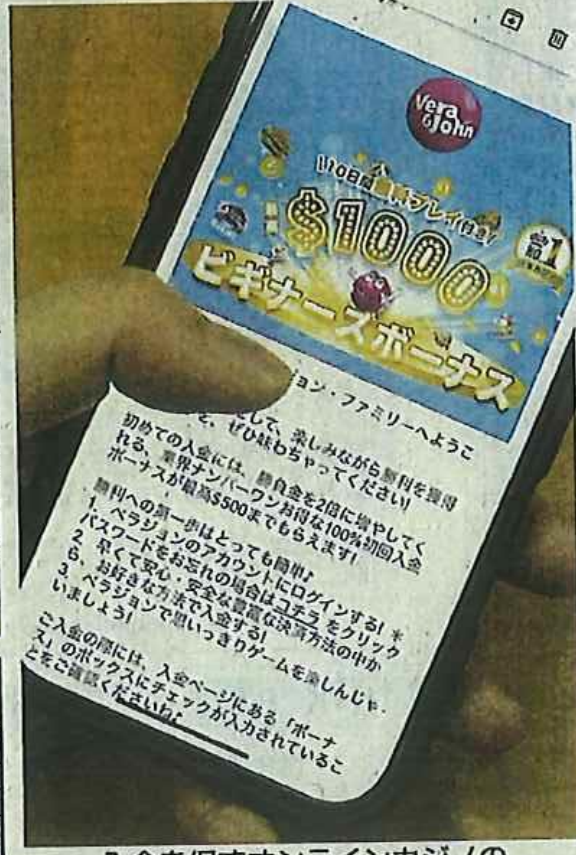 Vera
&John
10日間 プレイ付き!
$1000
NO.1
ビギナースボーナス
ョン・ファミリーへようこ
して、楽しみながら勝利を獲得
を、ぜひ味わちゃってください!
初めての入金には、勝負金を2倍に増やしてく
れる、業界ナンバーワンお得な100%初回入金
ボーナスが最高$500までもらえます!
勝利への第一歩はとっても簡単♪
1、ベラジョンのアカウントにログインする! *
パスワードをお忘れの場合はコチラ をクリック
2、早くて安心・安全な豊富な決済方法の中か
ら、お好きな方法で入金する!
3、ベラジョンで思いっきりゲームを楽しんじゃ
いましょう!
ご入金の際には、入金ページにある「ボーナ
ス」のボックスにチェックが入力されているこ
とをご確認くださいね♪